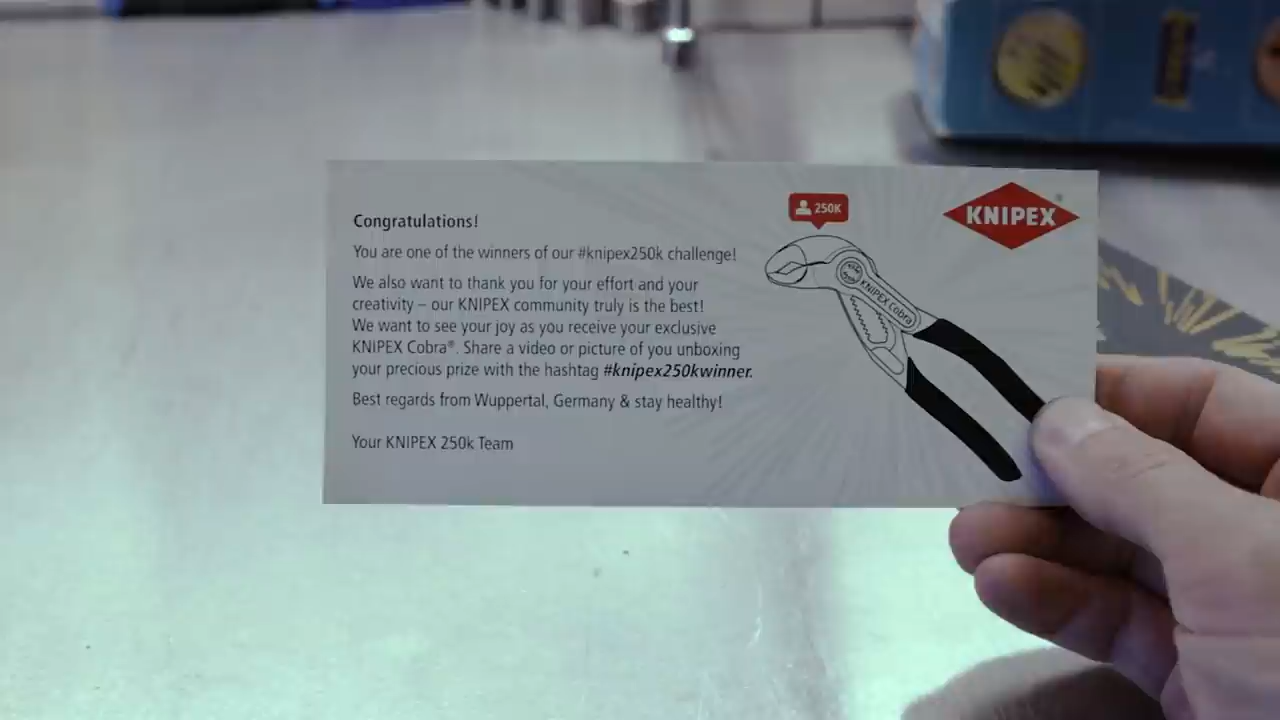 Congratulations!
You are one of the winners of our #knipex250k challenge!
We also want to thank you for your effort and your
creativity – our KNIPEX community truly is the best!
We want to see your joy as you receive your exclusive
KNIPEX Cobra®. Share a video or picture of you unboxing
your precious prize with the hashtag #knipex250kwinner.
Best regards from Wuppertal, Germany & stay healthy!
Your KNIPEX 250k Team
250K
KNIPEX Cobra
KNIPEX®